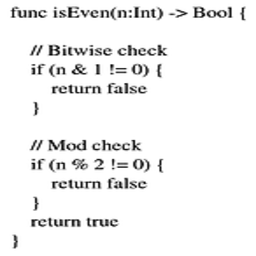 func isEven(n:Int) -> Bool {
// Bitwise check
if (n & 1 != 0) {
return false
}
// Mod check
if (n % 2 != 0) {
return false
}
return true
}